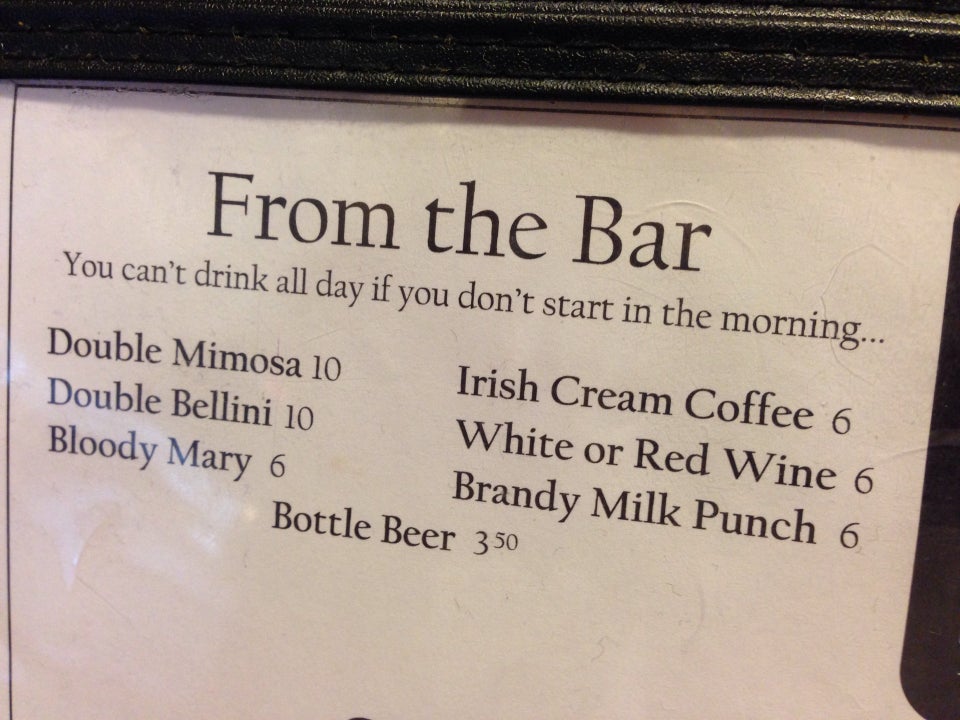 From the Bar
You can't drink all day if you don't start in the morning...
Double Mimosa 10
Double Bellini 10
Bloody Mary 6
Irish Cream Coffee 6
White or Red Wine 6
Brandy Milk Punch 6
Bottle Beer 3 50